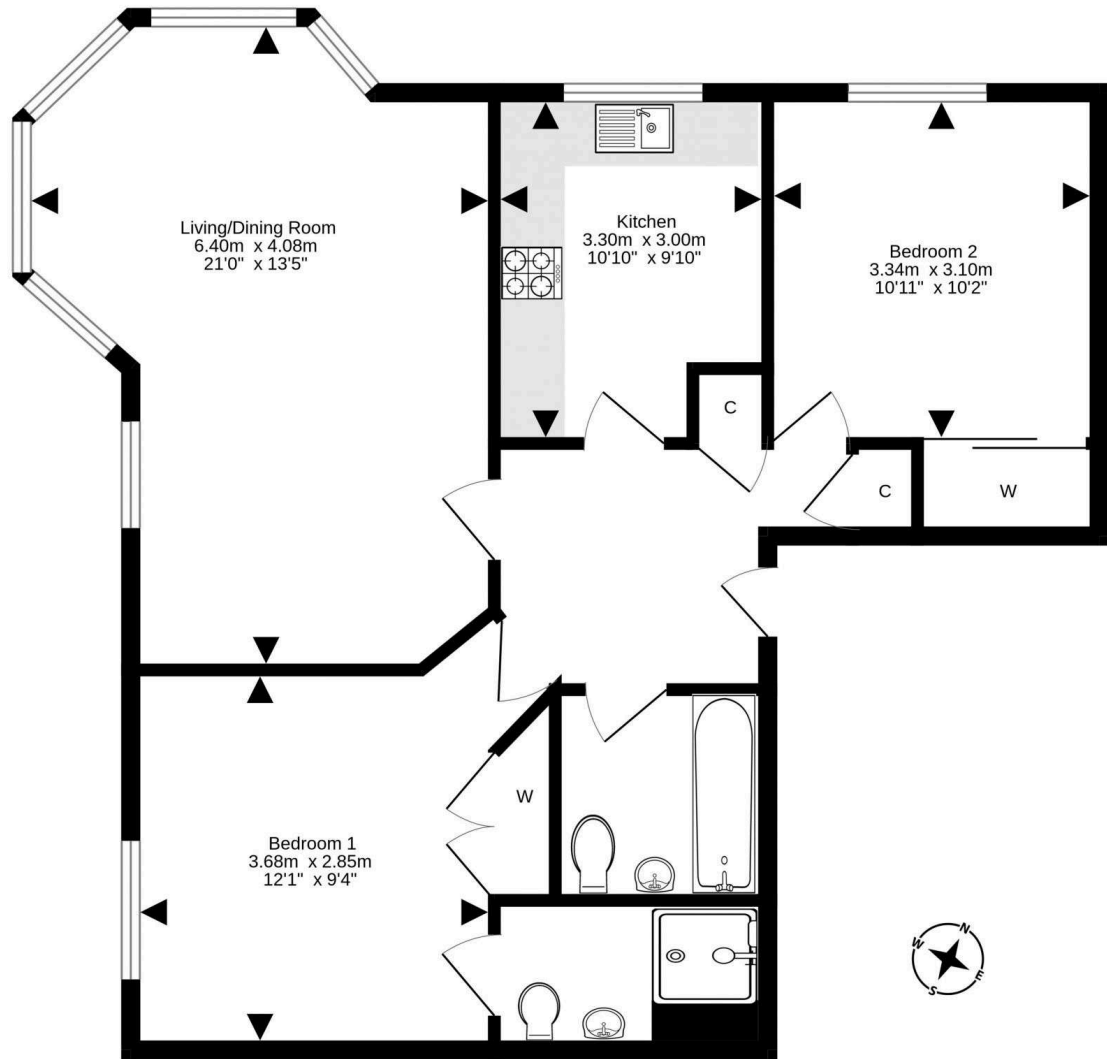 Living/Dining Room
6.40m x 4.08m
21'0" x 13'5"
Kitchen
3.30m x 3.00m
10'10" x 9'10"
Bedroom 2
3.34m x 3.10m
10'11" x 10'2"
C
C
W
W
Bedroom 1
3.68m x 2.85m
12'1" x 9'4"
N
W
E
S